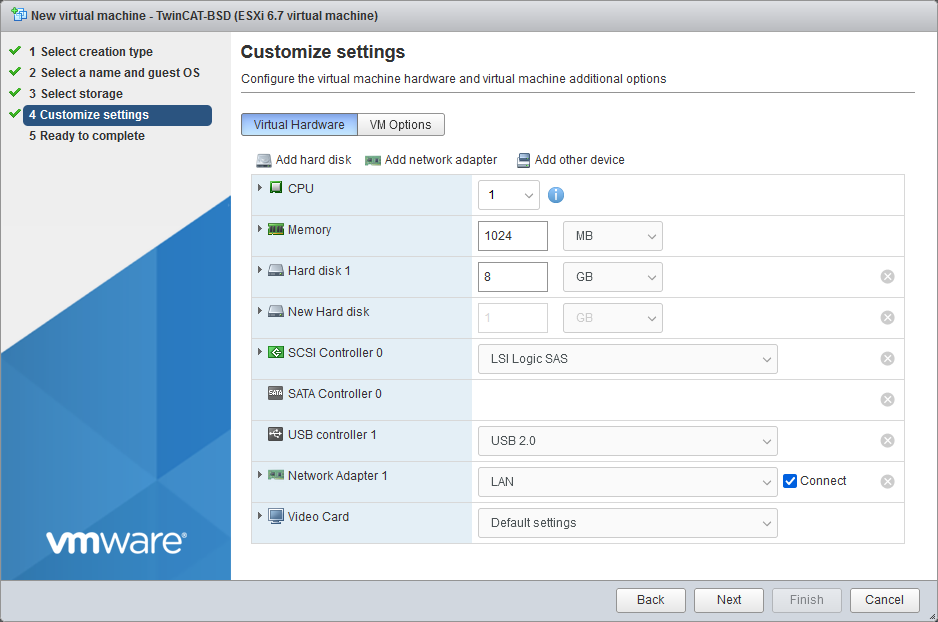 New virtual machine - TwinCAT-BSD (ESXi 6.7 virtual machine)
1 Select creation type
2 Select a name and guest OS
3 Select storage
4 Customize settings
5 Ready to complete
vmware®
Customize settings
Configure the virtual machine hardware and virtual machine additional options
Virtual Hardware VM Options
Add hard disk Add network adapter Add other device
CPU 1 i
Memory 1024 MB
Hard disk 1 8 GB
New Hard disk 1 GB
SCSI Controller 0 LSI Logic SAS
SATA SATA Controller 0
USB controller 1 USB 2.0
Network Adapter 1 LAN Connect
Video Card Default settings
Back Next Finish Cancel